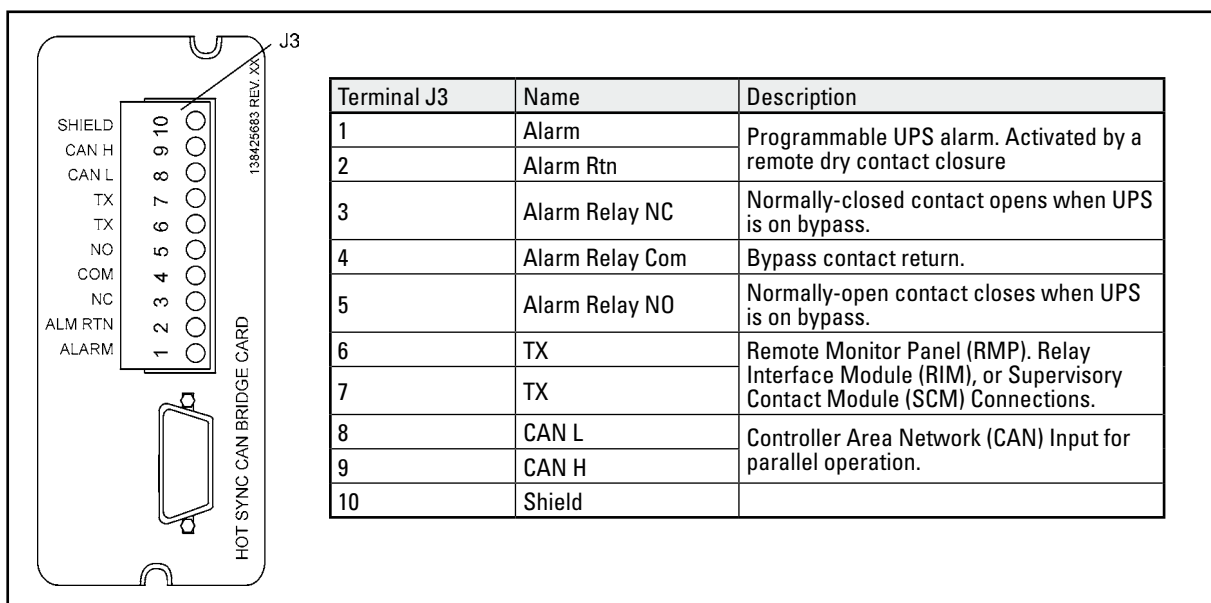 J3
138425683 REV. XX
SHIELD 10
CAN H 9
CAN L 8
TX 7
TX 6
NO 5
COM 4
NC 3
ALM RTN 2
ALARM 1
HOT SYNC CAN BRIDGE CARD
Terminal J3 Name Description
1 Alarm Programmable UPS alarm. Activated by a
remote dry contact closure
2 Alarm Rtn
3 Alarm Relay NC Normally-closed contact opens when UPS
is on bypass.
4 Alarm Relay Com Bypass contact return.
5 Alarm Relay NO Normally-open contact closes when UPS
is on bypass.
6 TX Remote Monitor Panel (RMP). Relay
Interface Module (RIM), or Supervisory
7 TX Contact Module (SCM) Connections.
8 CAN L Controller Area Network (CAN) Input for
parallel operation.
9 CAN H
10 Shield